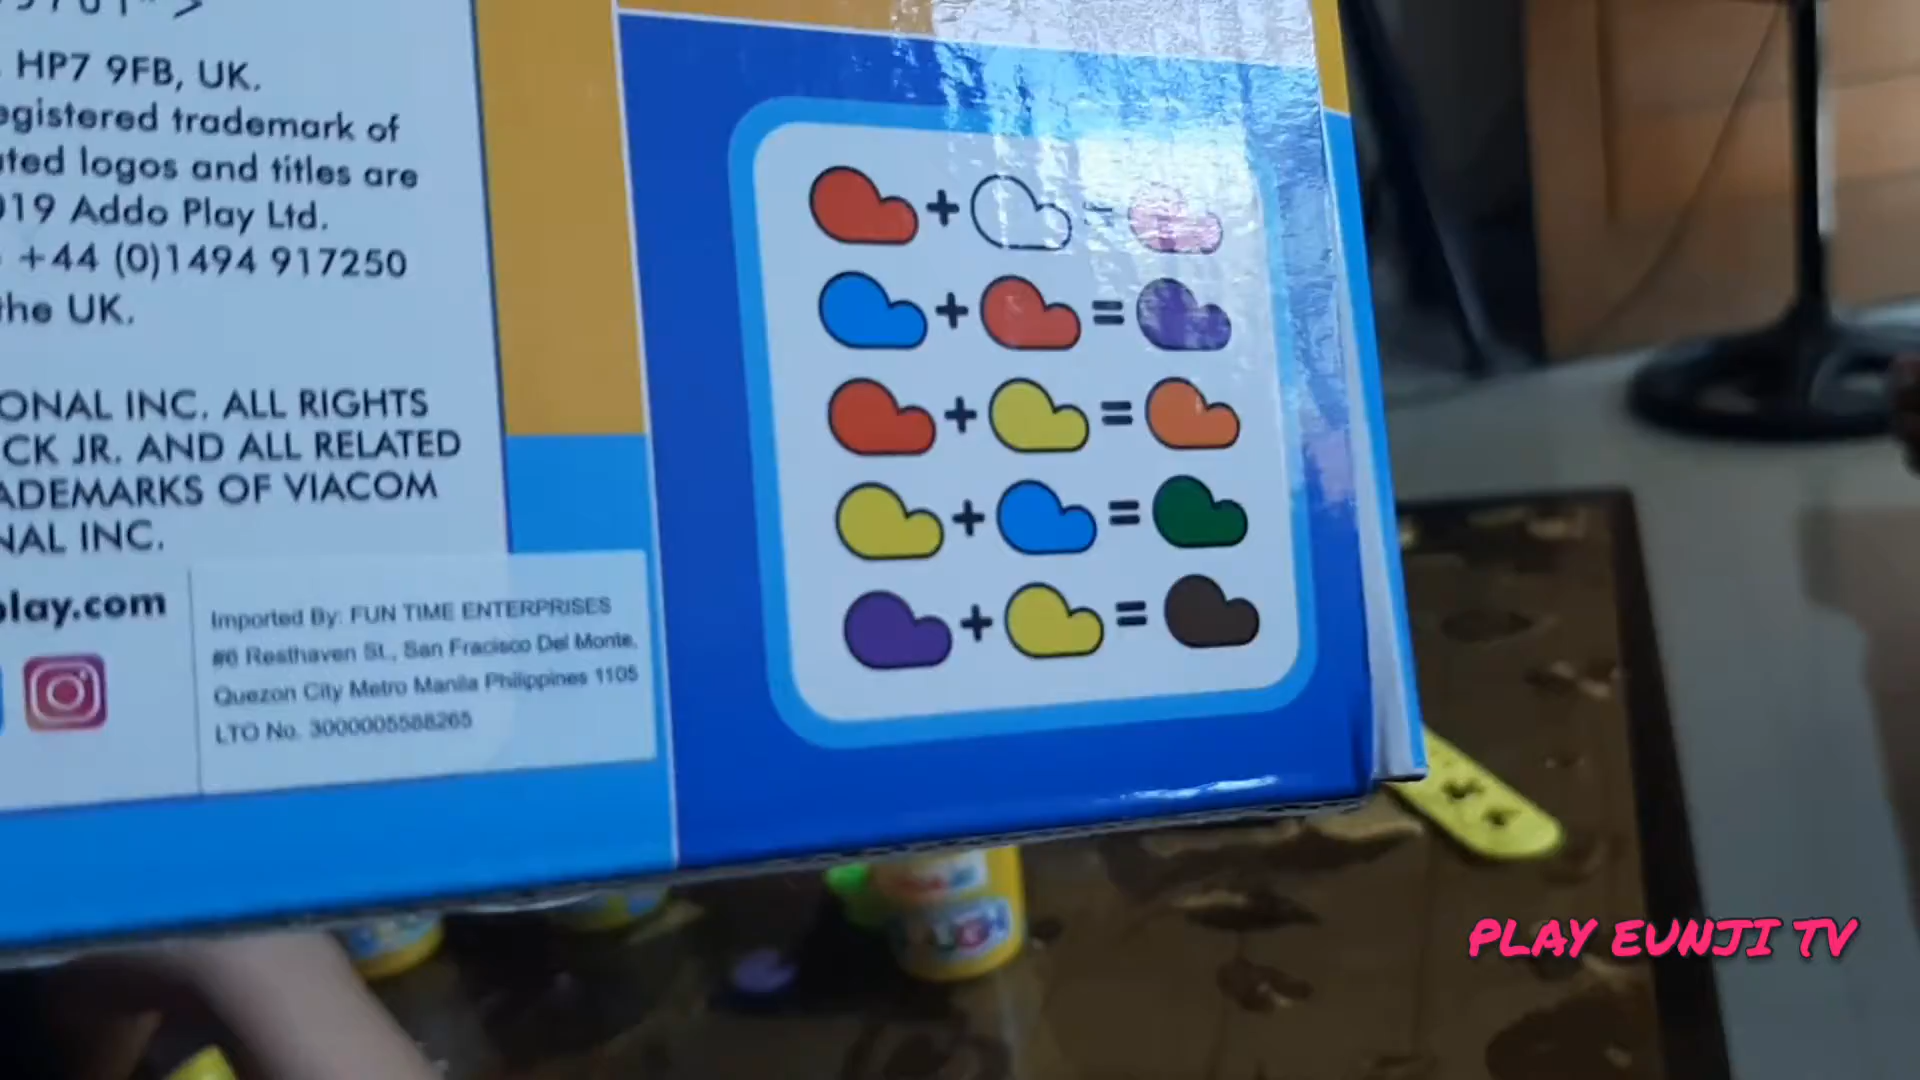 HP7 9FB, UK.
egistered trademark of
ted logos and titles are
019 Addo Play Ltd.
+44 (0)1494 917250
the UK.
ONAL INC. ALL RIGHTS
CK JR. AND ALL RELATED
ADEMARKS OF VIACOM
NAL INC.
play.com
Imported By: FUN TIME ENTERPRISES
#6 Resthaven St., San Fracisco Del Monte,
Quezon City Metro Manila Philippines 1105
LTO No. 3000005588265
+ =
+ =
+ =
+ =
+ =
PLAY EUNJI TV